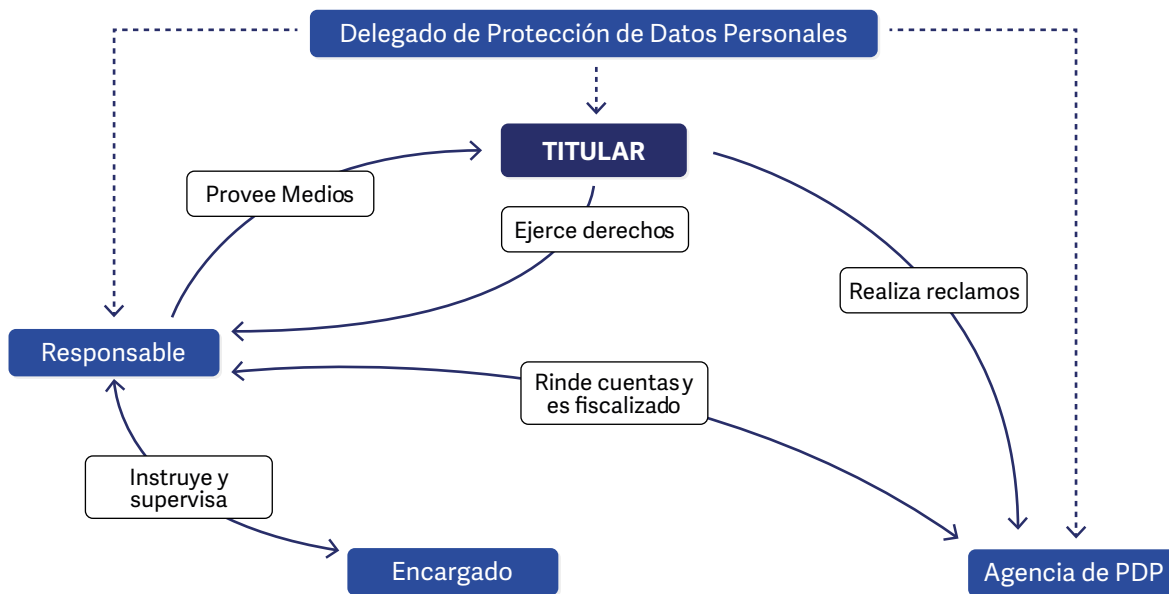 Delegado de Protección de Datos Personales
TITULAR
Provee Medios
Ejerce derechos
Realiza reclamos
Responsable
Rinde cuentas y
es fiscalizado
Instruye y
supervisa
Encargado
Agencia de PDP